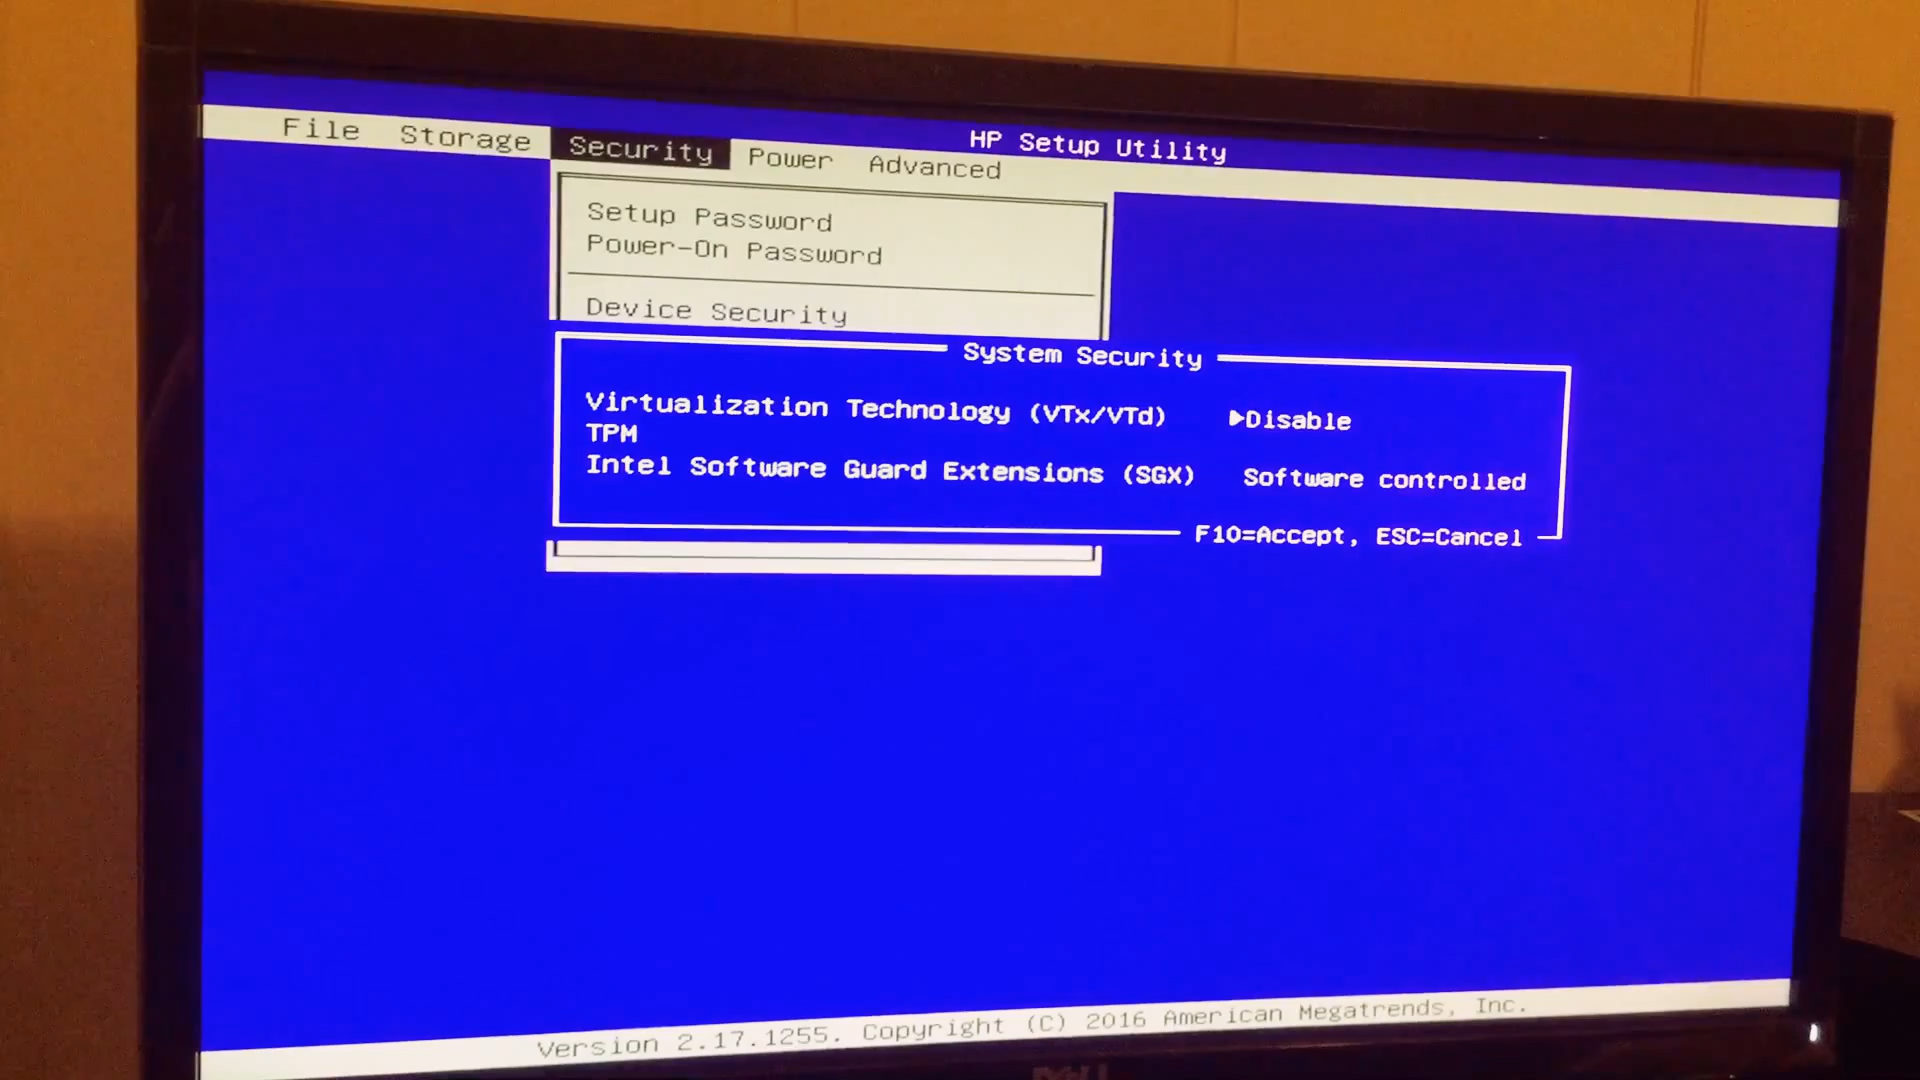 HP Setup Utility
File Storage Security Power Advanced
Setup Password
Power-On Password
Device Security
System Security
Virtualization Technology (VTx/VTd) ▶Disable
TPM
Intel Software Guard Extensions (SGX) Software controlled
F10=Accept, ESC=Cancel
Version 2.17.1255. Copyright (C) 2016 American Megatrends, Inc.
DELL